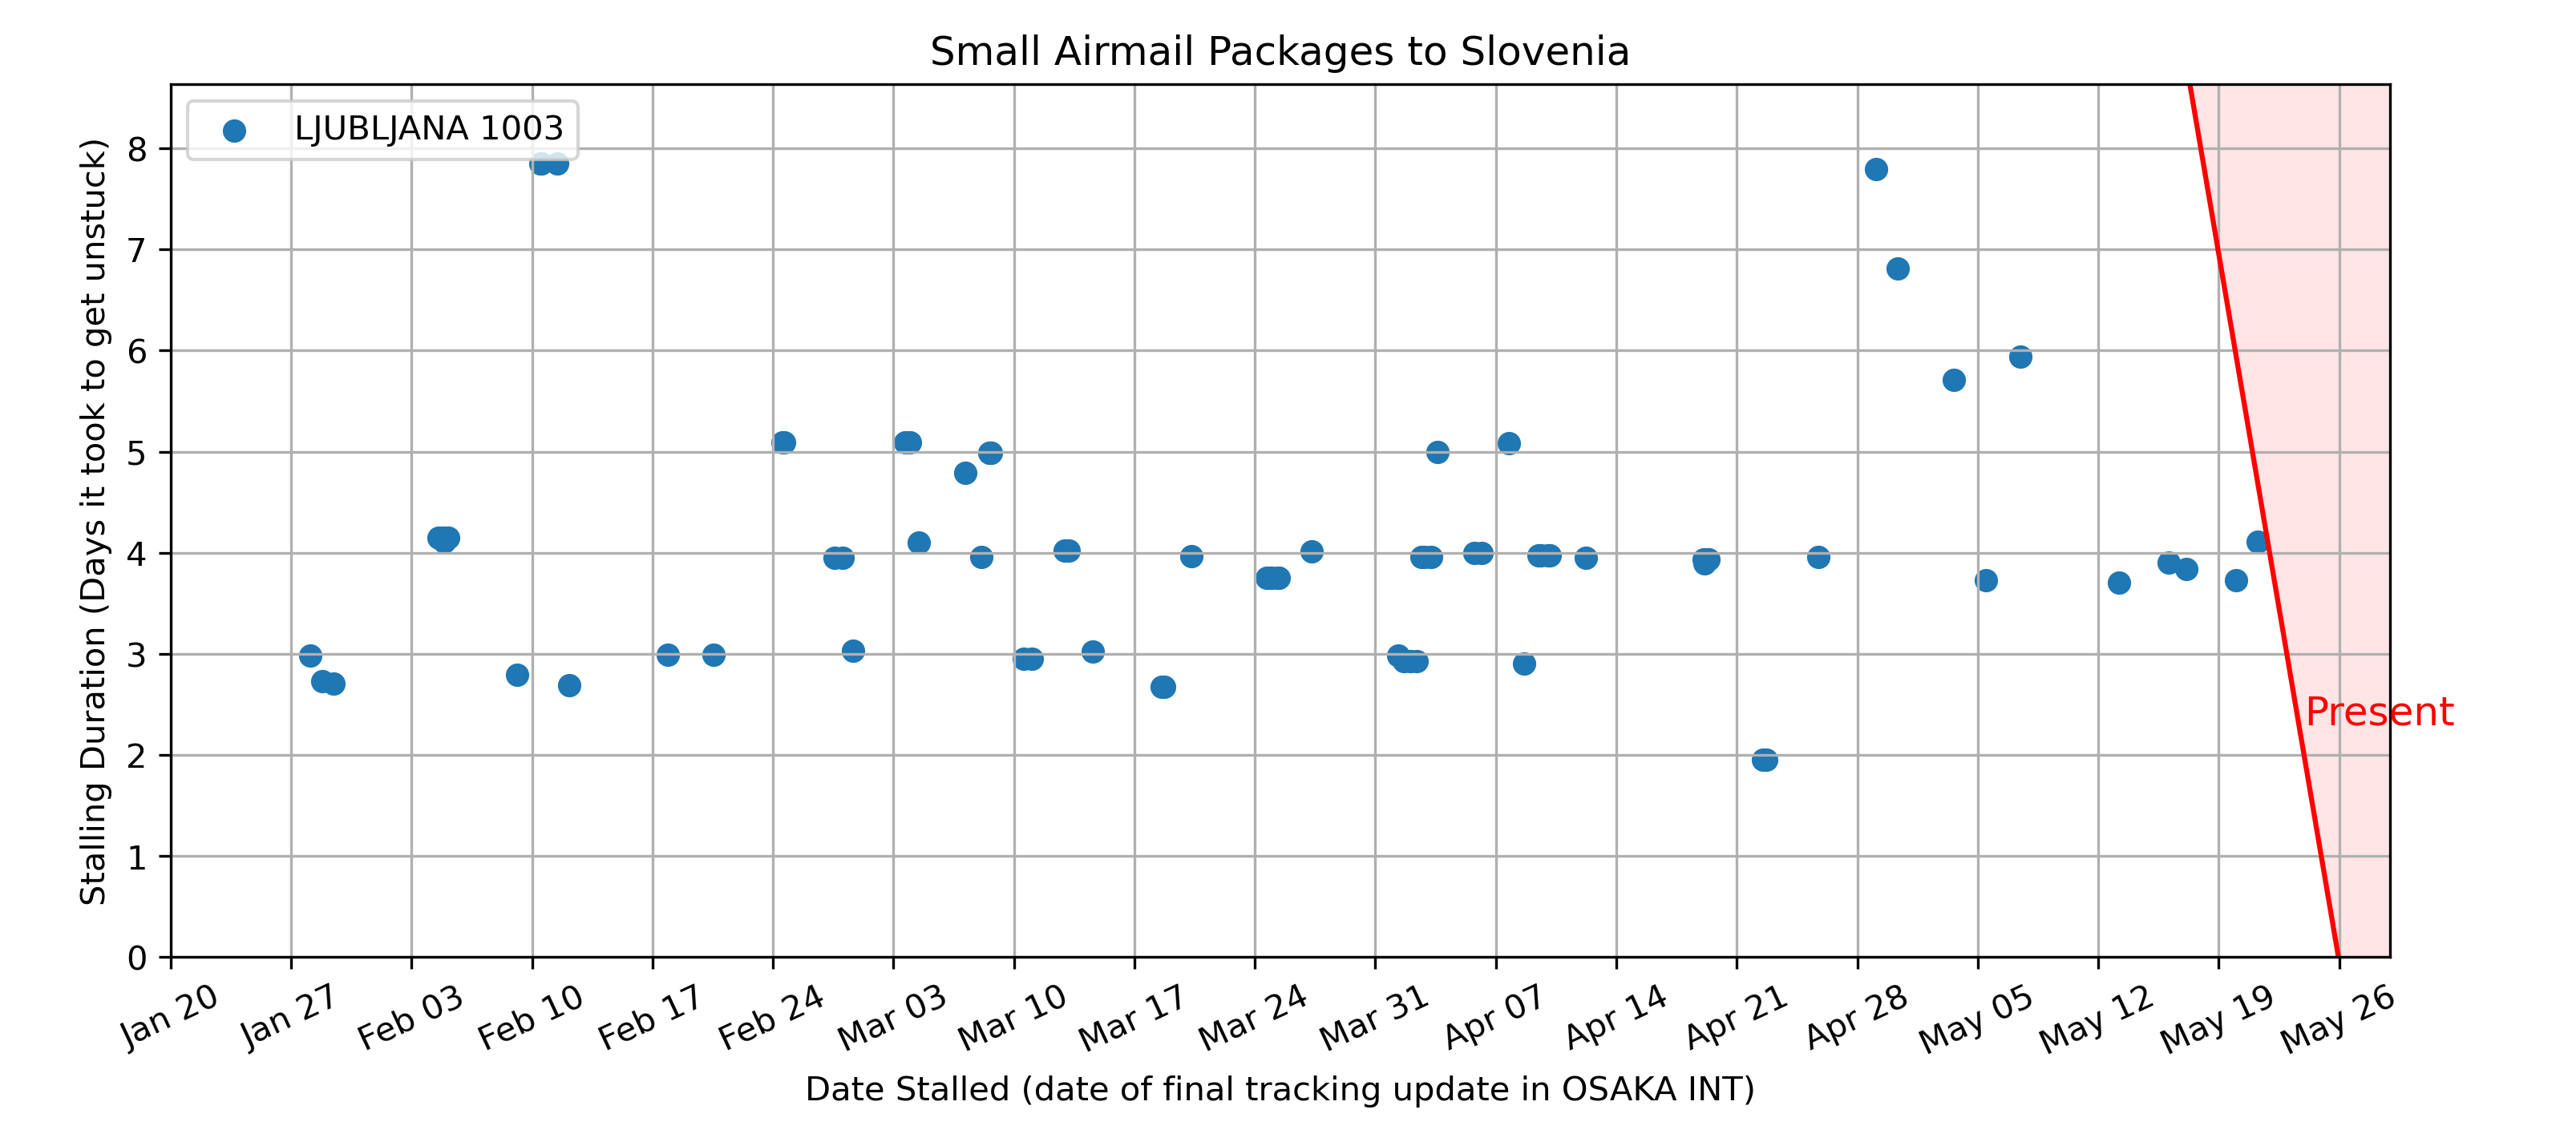 Small Airmail Packages to Slovenia
LJUBLJANA 1003
Stalling Duration (Days it took to get unstuck)
8
7
6
5
4
3
2
1
0
Present
Jan 20
Jan 27
Feb 03
Feb 10
Feb 17
Feb 24
Mar 03
Mar 10
Mar 17
Mar 24
Mar 31
Apr 07
Apr 14
Apr 21
Apr 28
May 05
May 12
May 19
May 26
Date Stalled (date of final tracking update in OSAKA INT)